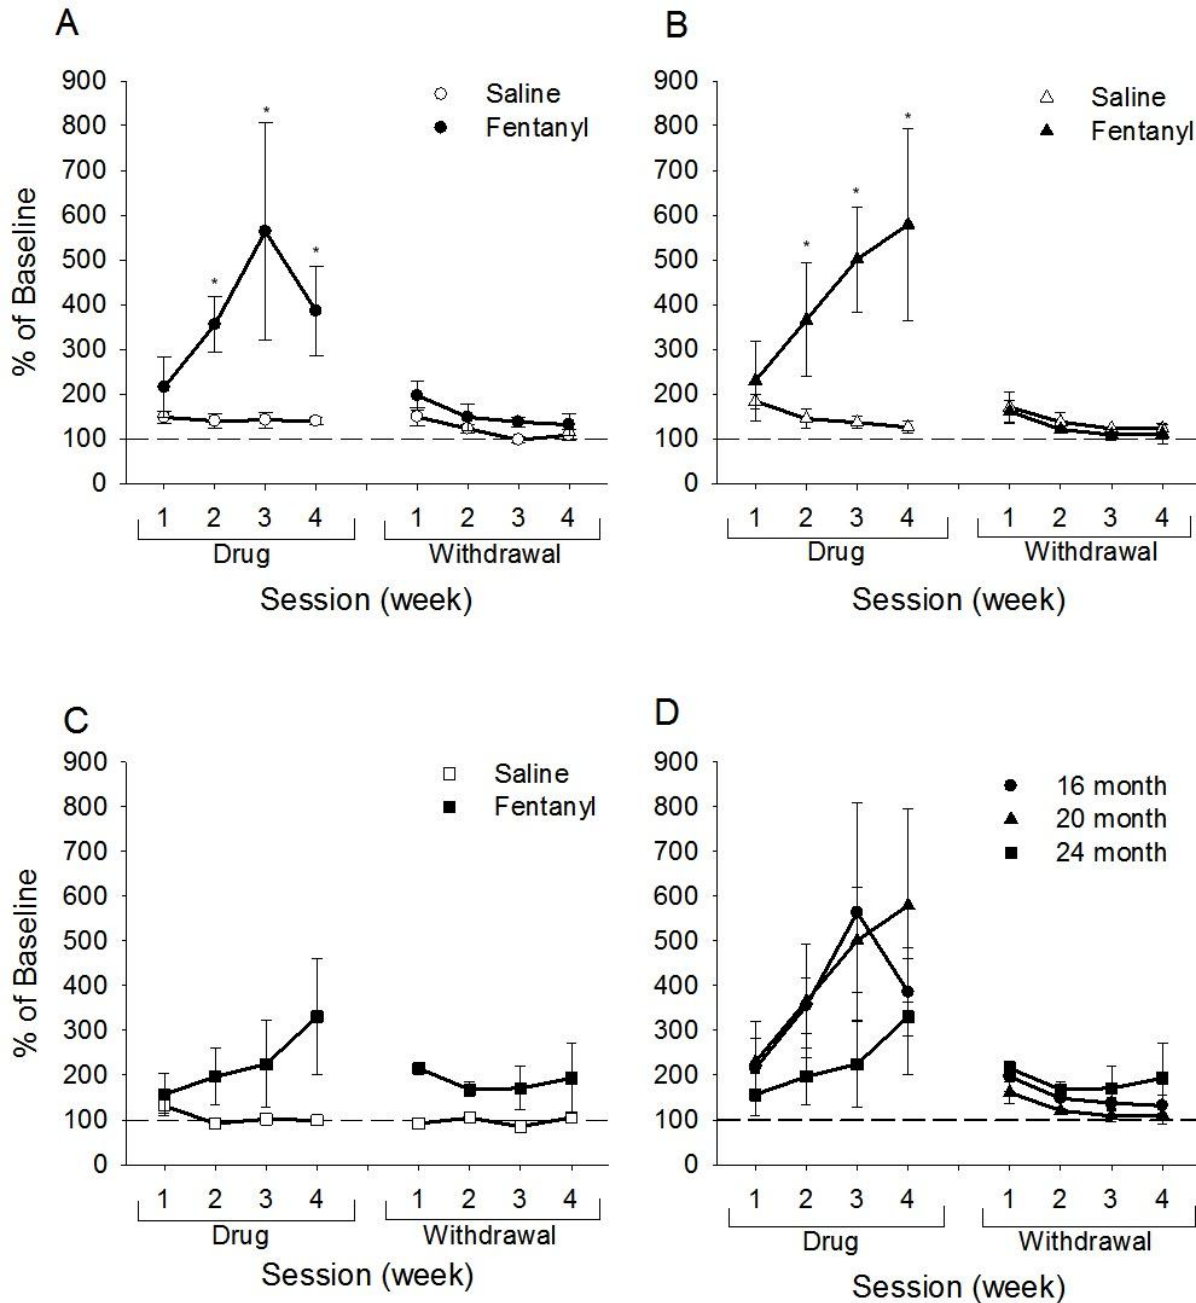 A
% of Baseline
900
800
700
600
500
400
300
200
100
0
Saline
Fentanyl
*
*
*
1 2 3 4 1 2 3 4
Drug Withdrawal
Session (week)
B
900
800
700
600
500
400
300
200
100
0
Saline
Fentanyl
*
*
*
1 2 3 4 1 2 3 4
Drug Withdrawal
Session (week)
C
% of Baseline
900
800
700
600
500
400
300
200
100
0
Saline
Fentanyl
1 2 3 4 1 2 3 4
Drug Withdrawal
Session (week)
D
900
800
700
600
500
400
300
200
100
0
16 month
20 month
24 month
1 2 3 4 1 2 3 4
Drug Withdrawal
Session (week)